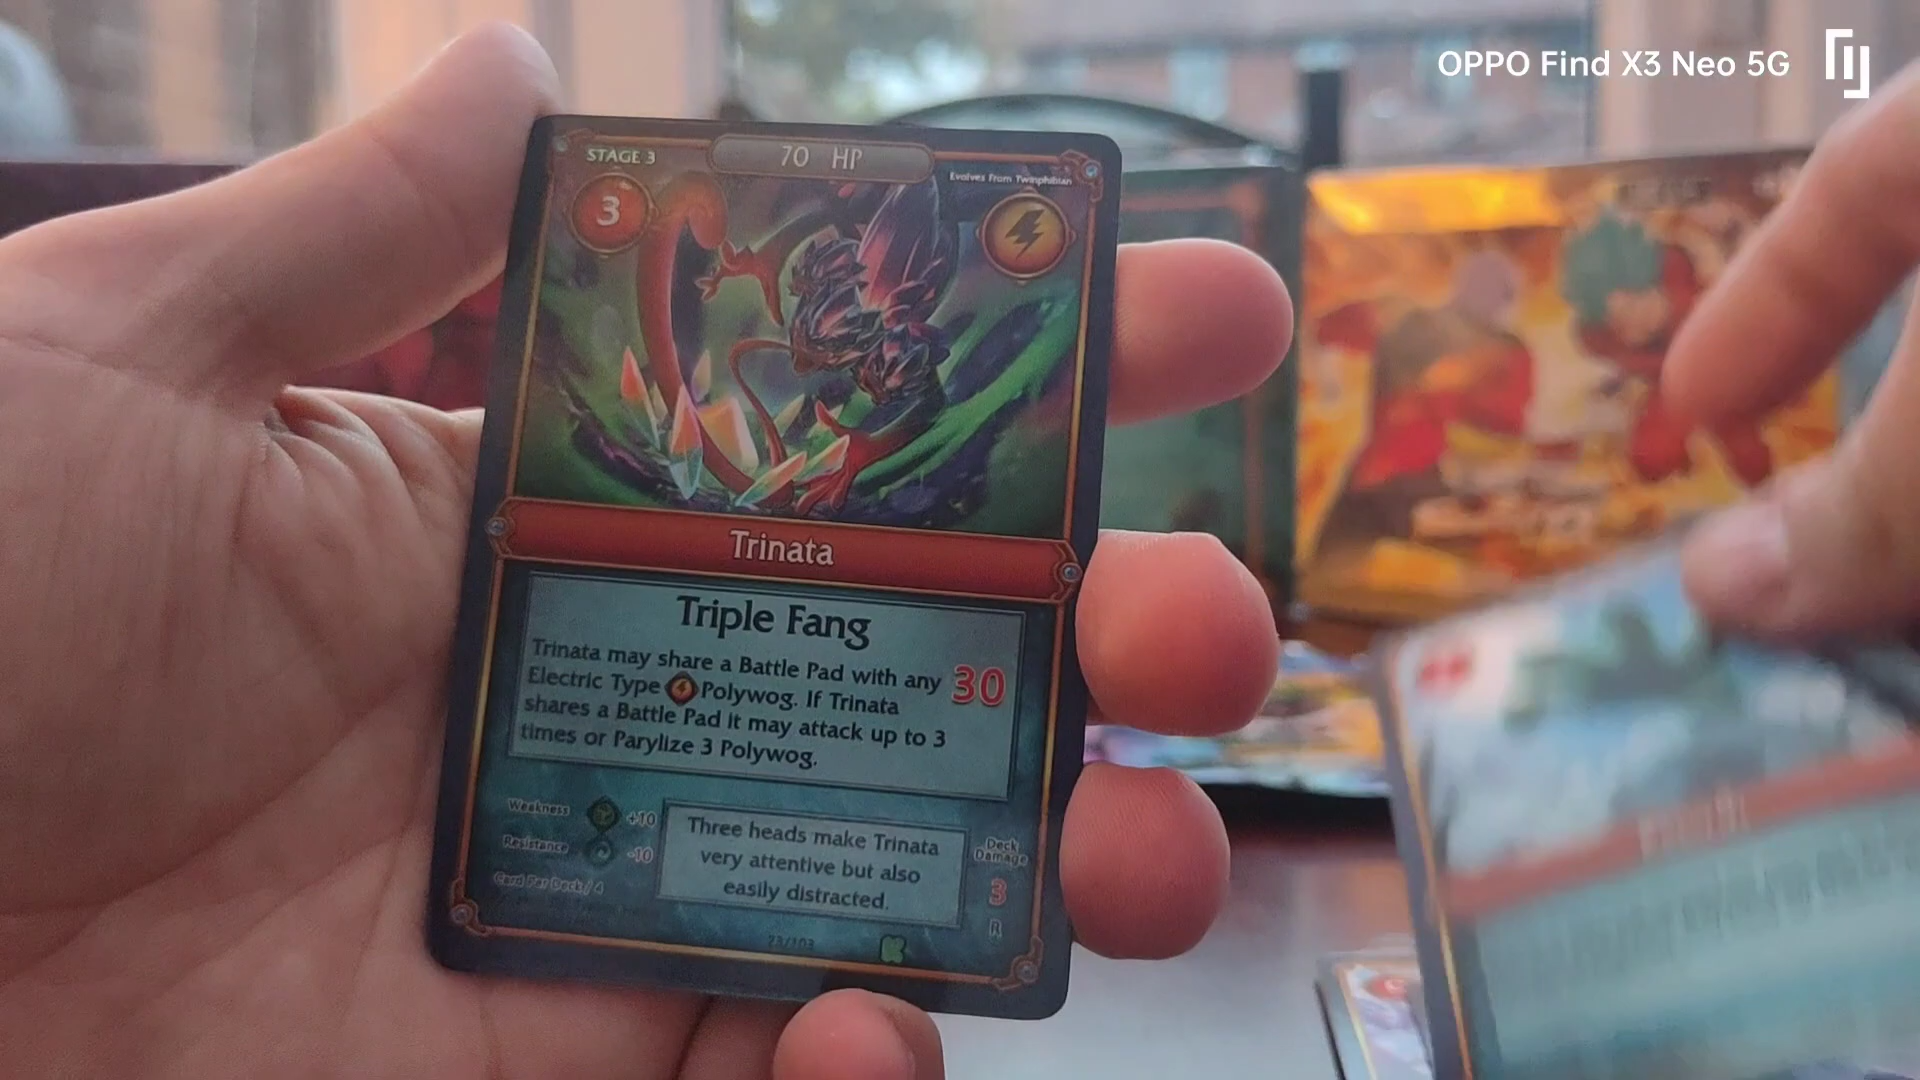 OPPO Find X3 Neo 5G
STAGE 3
70 HP
Evolves From Twinphibian
3
Trinata
Triple Fang
Trinata may share a Battle Pad with any
Electric Type Polywog. If Trinata
shares a Battle Pad it may attack up to 3
times or Parylize 3 Polywog.
30
Weakness +10
Resistance -10
Card Per Deck / 4
Three heads make Trinata
very attentive but also
easily distracted.
Deck
Damage
3
R
23/103